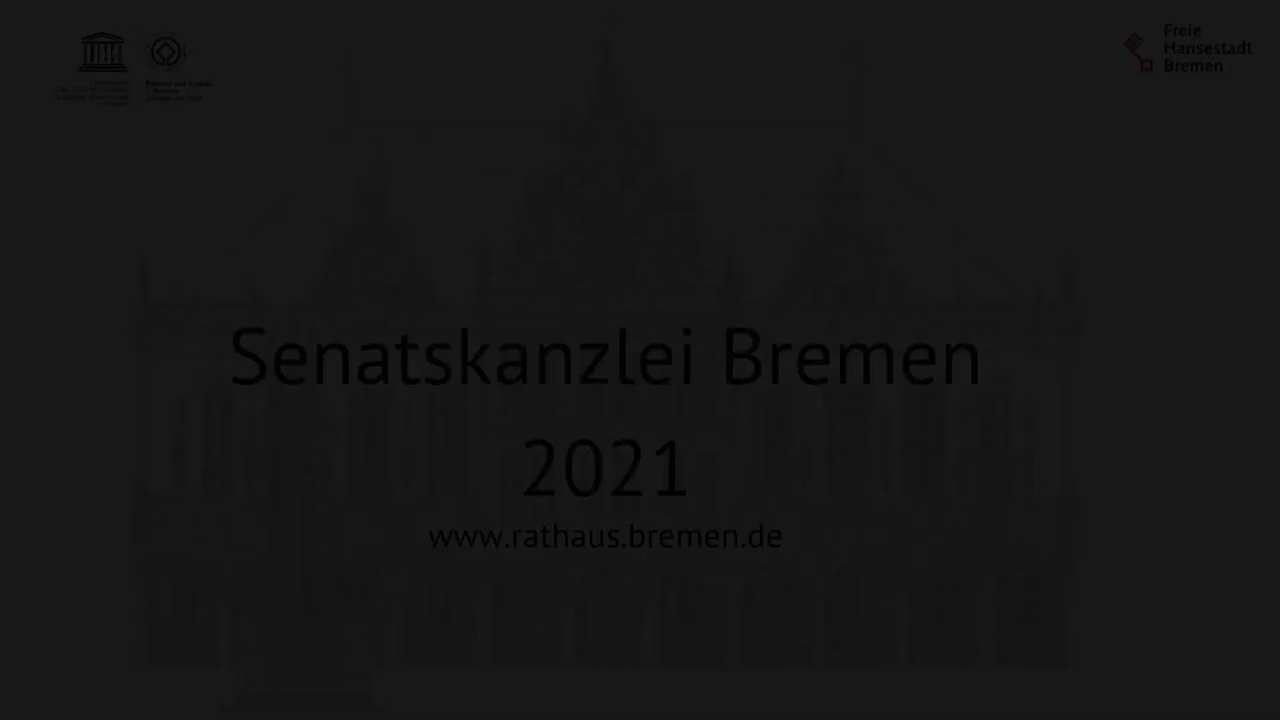 Freie
Hansestadt
Bremen
Senatskanzlei Bremen
2021
www.rathaus.bremen.de